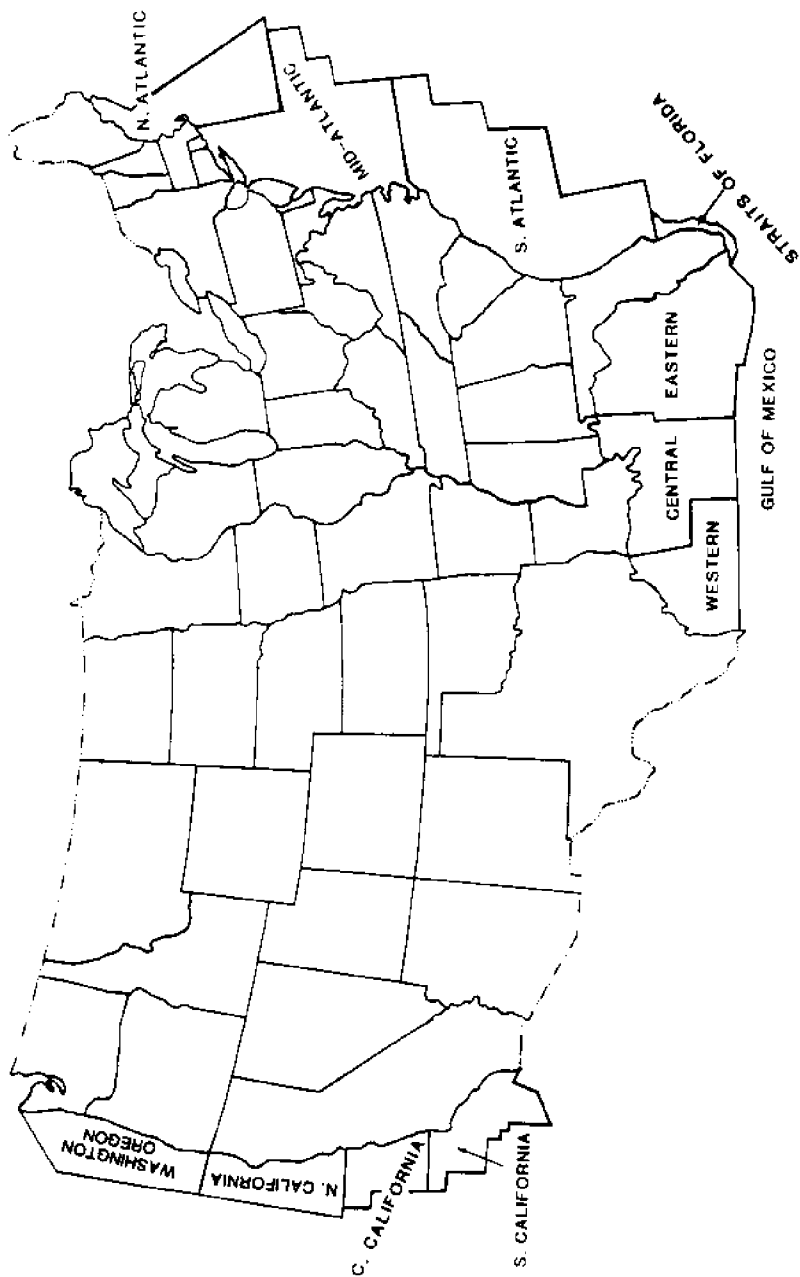 WASHINGTON
OREGON
N. CALIFORNIA
C. CALIFORNIA
S. CALIFORNIA
N. ATLANTIC
MID-ATLANTIC
S. ATLANTIC
STRAITS OF FLORIDA
WESTERN
CENTRAL
EASTERN
GULF OF MEXICO